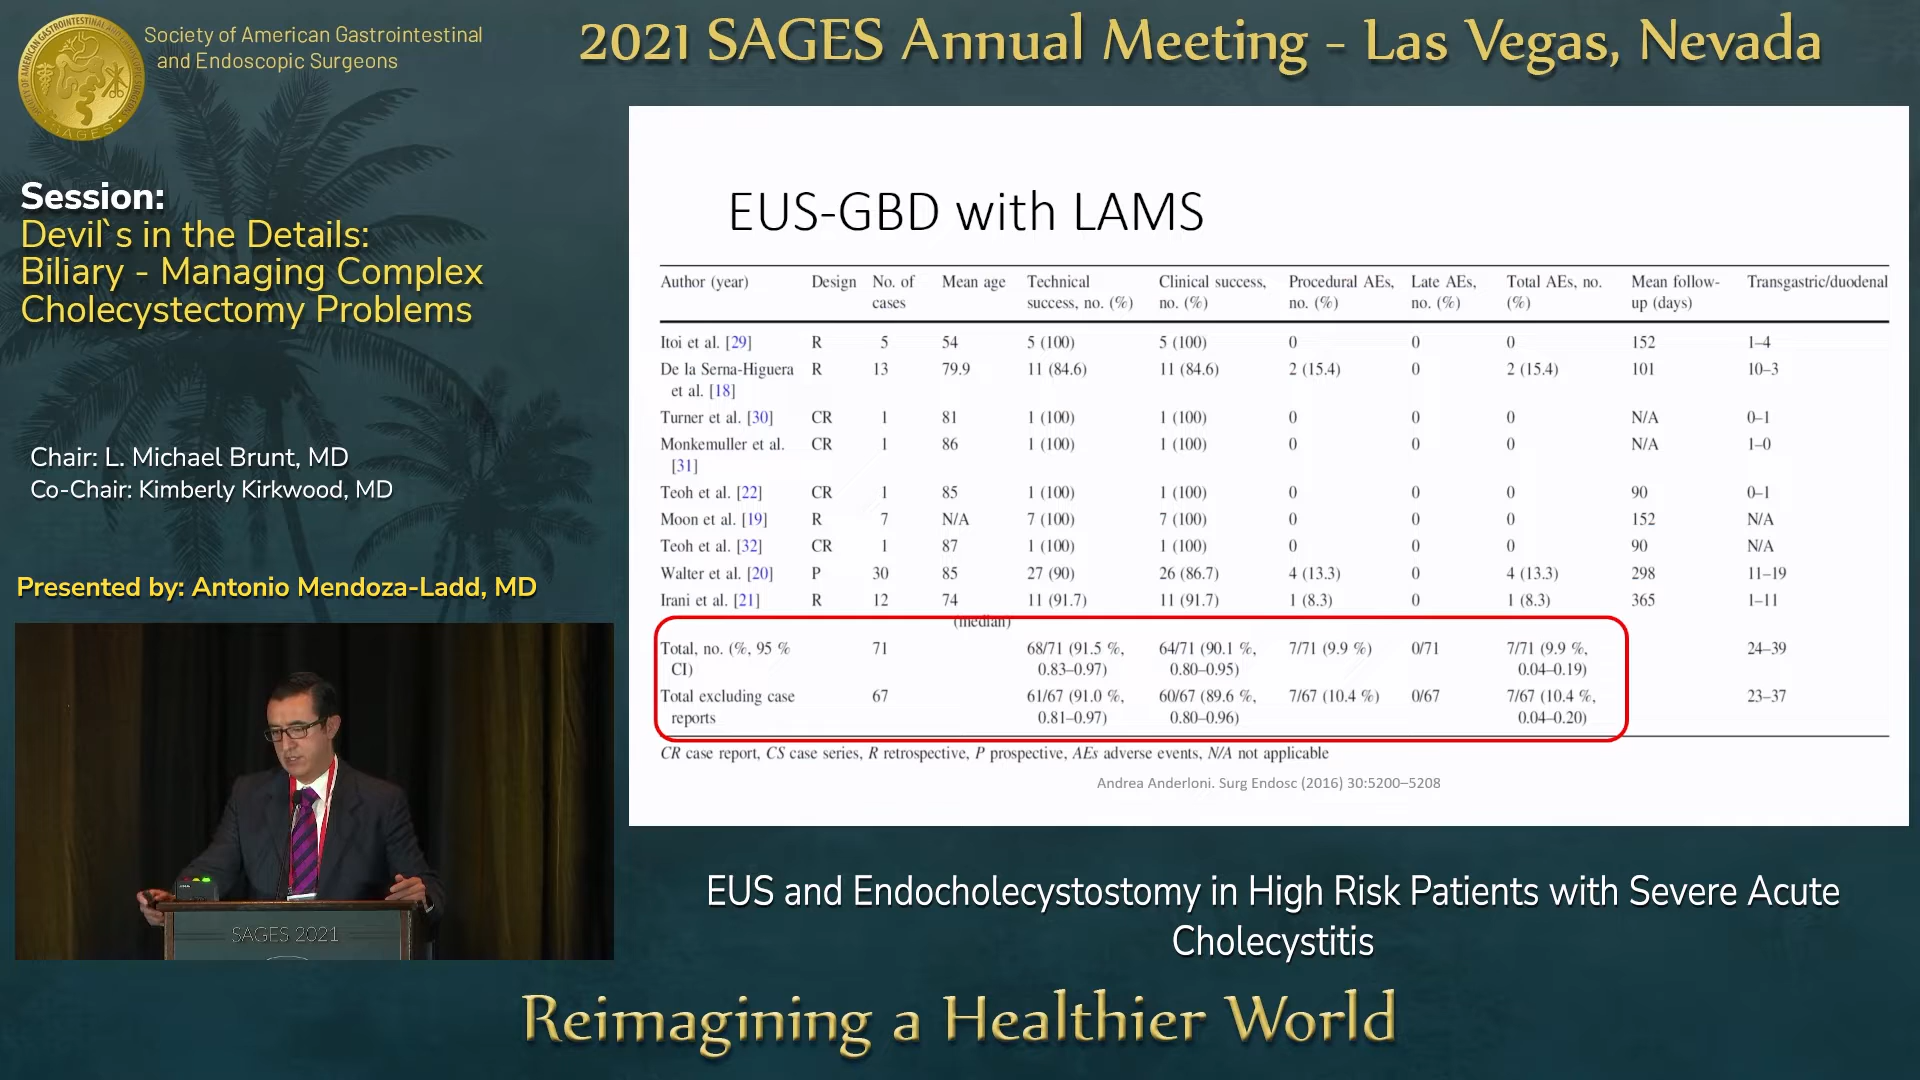 Society of American Gastrointestinal
and Endoscopic Surgeons
SAGES
2021 SAGES Annual Meeting - Las Vegas, Nevada
Session:
Devil`s in the Details:
Biliary - Managing Complex
Cholecystectomy Problems
Chair: L. Michael Brunt, MD
Co-Chair: Kimberly Kirkwood, MD
Presented by: Antonio Mendoza-Ladd, MD
SAGES 2021
EUS-GBD with LAMS
Author (year) Design No. of cases Mean age Technical success, no. (%) Clinical success, no. (%) Procedural AEs, no. (%) Late AEs, no. (%) Total AEs, no. (%) Mean follow-up (days) Transgastric/duodenal
Itoi et al. [29] R 5 54 5 (100) 5 (100) 0 0 0 152 1–4
De la Serna-Higuera et al. [18] R 13 79.9 11 (84.6) 11 (84.6) 2 (15.4) 0 2 (15.4) 101 10–3
Turner et al. [30] CR 1 81 1 (100) 1 (100) 0 0 0 N/A 0–1
Monkemuller et al. [31] CR 1 86 1 (100) 1 (100) 0 0 0 N/A 1–0
Teoh et al. [22] CR 1 85 1 (100) 1 (100) 0 0 0 90 0–1
Moon et al. [19] R 7 N/A 7 (100) 7 (100) 0 0 0 152 N/A
Teoh et al. [32] CR 1 87 1 (100) 1 (100) 0 0 0 90 N/A
Walter et al. [20] P 30 85 27 (90) 26 (86.7) 4 (13.3) 0 4 (13.3) 298 11–19
Irani et al. [21] R 12 74 (median) 11 (91.7) 11 (91.7) 1 (8.3) 0 1 (8.3) 365 1–11
Total, no. (%, 95 % CI) 71 68/71 (91.5 %, 0.83–0.97) 64/71 (90.1 %, 0.80–0.95) 7/71 (9.9 %) 0/71 7/71 (9.9 %, 0.04–0.19) 24–39
Total excluding case reports 67 61/67 (91.0 %, 0.81–0.97) 60/67 (89.6 %, 0.80–0.96) 7/67 (10.4 %) 0/67 7/67 (10.4 %, 0.04–0.20) 23–37
CR case report, CS case series, R retrospective, P prospective, AEs adverse events, N/A not applicable
Andrea Anderloni. Surg Endosc (2016) 30:5200–5208
EUS and Endocholecystostomy in High Risk Patients with Severe Acute
Cholecystitis
Reimagining a Healthier World